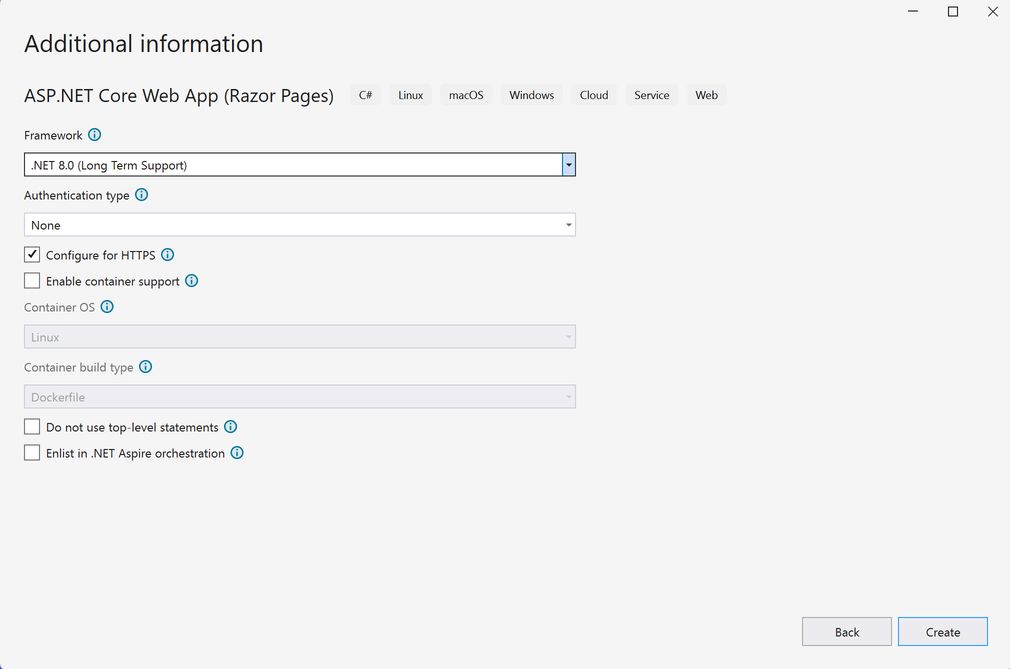 Additional information
ASP.NET Core Web App (Razor Pages) C# Linux macOS Windows Cloud Service Web
Framework
.NET 8.0 (Long Term Support)
Authentication type
None
Configure for HTTPS
Enable container support
Container OS
Linux
Container build type
Dockerfile
Do not use top-level statements
Enlist in .NET Aspire orchestration
Back Create